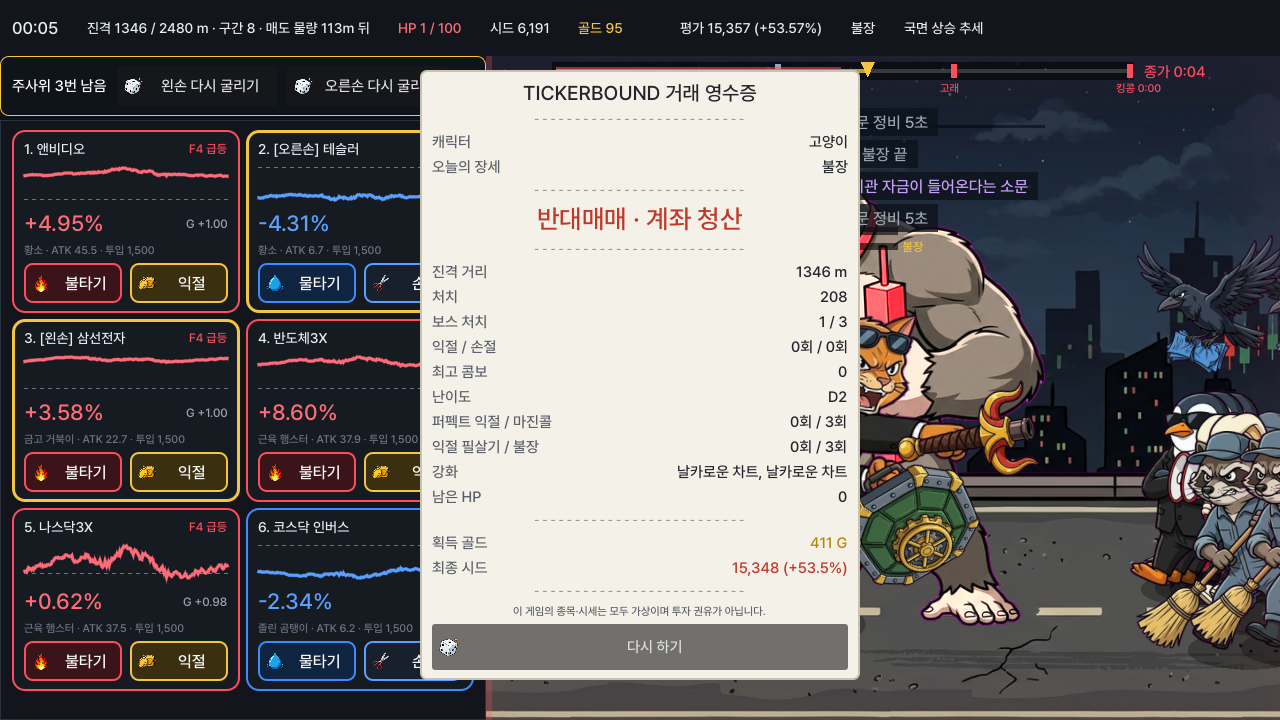 00:05 진격 1346 / 2480 m · 구간 8 · 매도 물량 113m 뒤 HP 1 / 100 시드 6,191 골드 95 평가 15,357 (+53.57%) 불장 국면 상승 추세
주사위 3번 남음 왼손 다시 굴리기 오른손 다시 굴리
고래
킹콩 0:00
종가 0:04
정비 5초
불장 끝
자금이 들어온다는 소문
정비 5초
불장
1. 앤비디오 F4 급등
+4.95% G +1.00
황소 · ATK 45.5 · 투입 1,500
불타기 익절
2. [오른손] 테슬러
-4.31%
황소 · ATK 6.7 · 투입 1,500
물타기
3. [왼손] 삼선전자 F4 급등
+3.58% G +1.00
금고 거북이 · ATK 22.7 · 투입 1,500
불타기 익절
4. 반도체3X
+8.60%
근육 햄스터 · ATK 37.9 · 투입 1,500
불타기
5. 나스닥3X F4 급등
+0.62% G +0.98
근육 햄스터 · ATK 37.5 · 투입 1,500
불타기 익절
6. 코스닥 인버스
-2.34%
졸린 곰탱이 · ATK 6.2 · 투입 1,500
물타기
TICKERBOUND 거래 영수증
캐릭터 고양이
오늘의 장세 불장
반대매매 · 계좌 청산
진격 거리 1346 m
처치 208
보스 처치 1 / 3
익절 / 손절 0회 / 0회
최고 콤보 0
난이도 D2
퍼펙트 익절 / 마진콜 0회 / 3회
익절 필살기 / 불장 0회 / 3회
강화 날카로운 차트, 날카로운 차트
남은 HP 0
획득 골드 411 G
최종 시드 15,348 (+53.5%)
이 게임의 종목·시세는 모두 가상이며 투자 권유가 아닙니다.
다시 하기